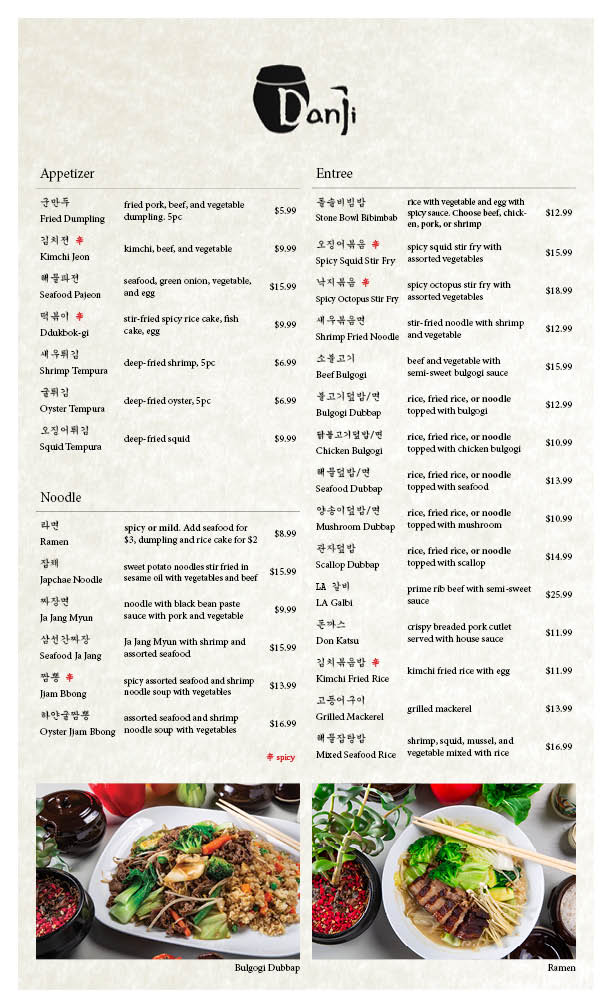 Danji
Appetizer
군만두
Fried Dumpling
fried pork, beef, and vegetable
dumpling. 5pc
$5.99
김치전 辛
Kimchi Jeon
kimchi, beef, and vegetable
$9.99
해물파전
Seafood Pajeon
seafood, green onion, vegetable,
and egg
$15.99
떡볶이 辛
Ddukbok-gi
stir-fried spicy rice cake, fish
cake, egg
$9.99
새우튀김
Shrimp Tempura
deep-fried shrimp, 5pc
$6.99
굴튀김
Oyster Tempura
deep-fried oyster, 5pc
$6.99
오징어튀김
Squid Tempura
deep-fried squid
$9.99
Noodle
라면
Ramen
spicy or mild. Add seafood for
$3, dumpling and rice cake for $2
$8.99
잡채
Japchae Noodle
sweet potato noodles stir fried in
sesame oil with vegetables and beef
$15.99
짜장면
Ja Jang Myun
noodle with black bean paste
sauce with pork and vegetable
$9.99
삼선간짜장
Seafood Ja Jang
Ja Jang Myun with shrimp and
assorted seafood
$15.99
짬뽕 辛
Jjam Bbong
spicy assorted seafood and shrimp
noodle soup with vegetables
$13.99
하얀굴짬뽕
Oyster Jjam Bbong
assorted seafood and shrimp
noodle soup with vegetables
$16.99
辛 spicy
Entree
돌솥비빔밥
Stone Bowl Bibimbab
rice with vegetable and egg with
spicy sauce. Choose beef, chick-
en, pork, or shrimp
$12.99
오징어볶음 辛
Spicy Squid Stir Fry
spicy squid stir fry with
assorted vegetables
$15.99
낙지볶음 辛
Spicy Octopus Stir Fry
spicy octopus stir fry with
assorted vegetables
$18.99
새우볶음면
Shrimp Fried Noodle
stir-fried noodle with shrimp
and vegetable
$12.99
소불고기
Beef Bulgogi
beef and vegetable with
semi-sweet bulgogi sauce
$15.99
불고기덮밥/면
Bulgogi Dubbap
rice, fried rice, or noodle
topped with bulgogi
$12.99
닭불고기덮밥/면
Chicken Bulgogi
rice, fried rice, or noodle
topped with chicken bulgogi
$10.99
해물덮밥/면
Seafood Dubbap
rice, fried rice, or noodle
topped with seafood
$13.99
양송이덮밥/면
Mushroom Dubbap
rice, fried rice, or noodle
topped with mushroom
$10.99
관자덮밥
Scallop Dubbap
rice, fried rice, or noodle
topped with scallop
$14.99
LA 갈비
LA Galbi
prime rib beef with semi-sweet
sauce
$25.99
돈까스
Don Katsu
crispy breaded pork cutlet
served with house sauce
$11.99
김치볶음밥 辛
Kimchi Fried Rice
kimchi fried rice with egg
$11.99
고등어구이
Grilled Mackerel
grilled mackerel
$13.99
해물잡탕밥
Mixed Seafood Rice
shrimp, squid, mussel, and
vegetable mixed with rice
$16.99
Bulgogi Dubbap
Ramen